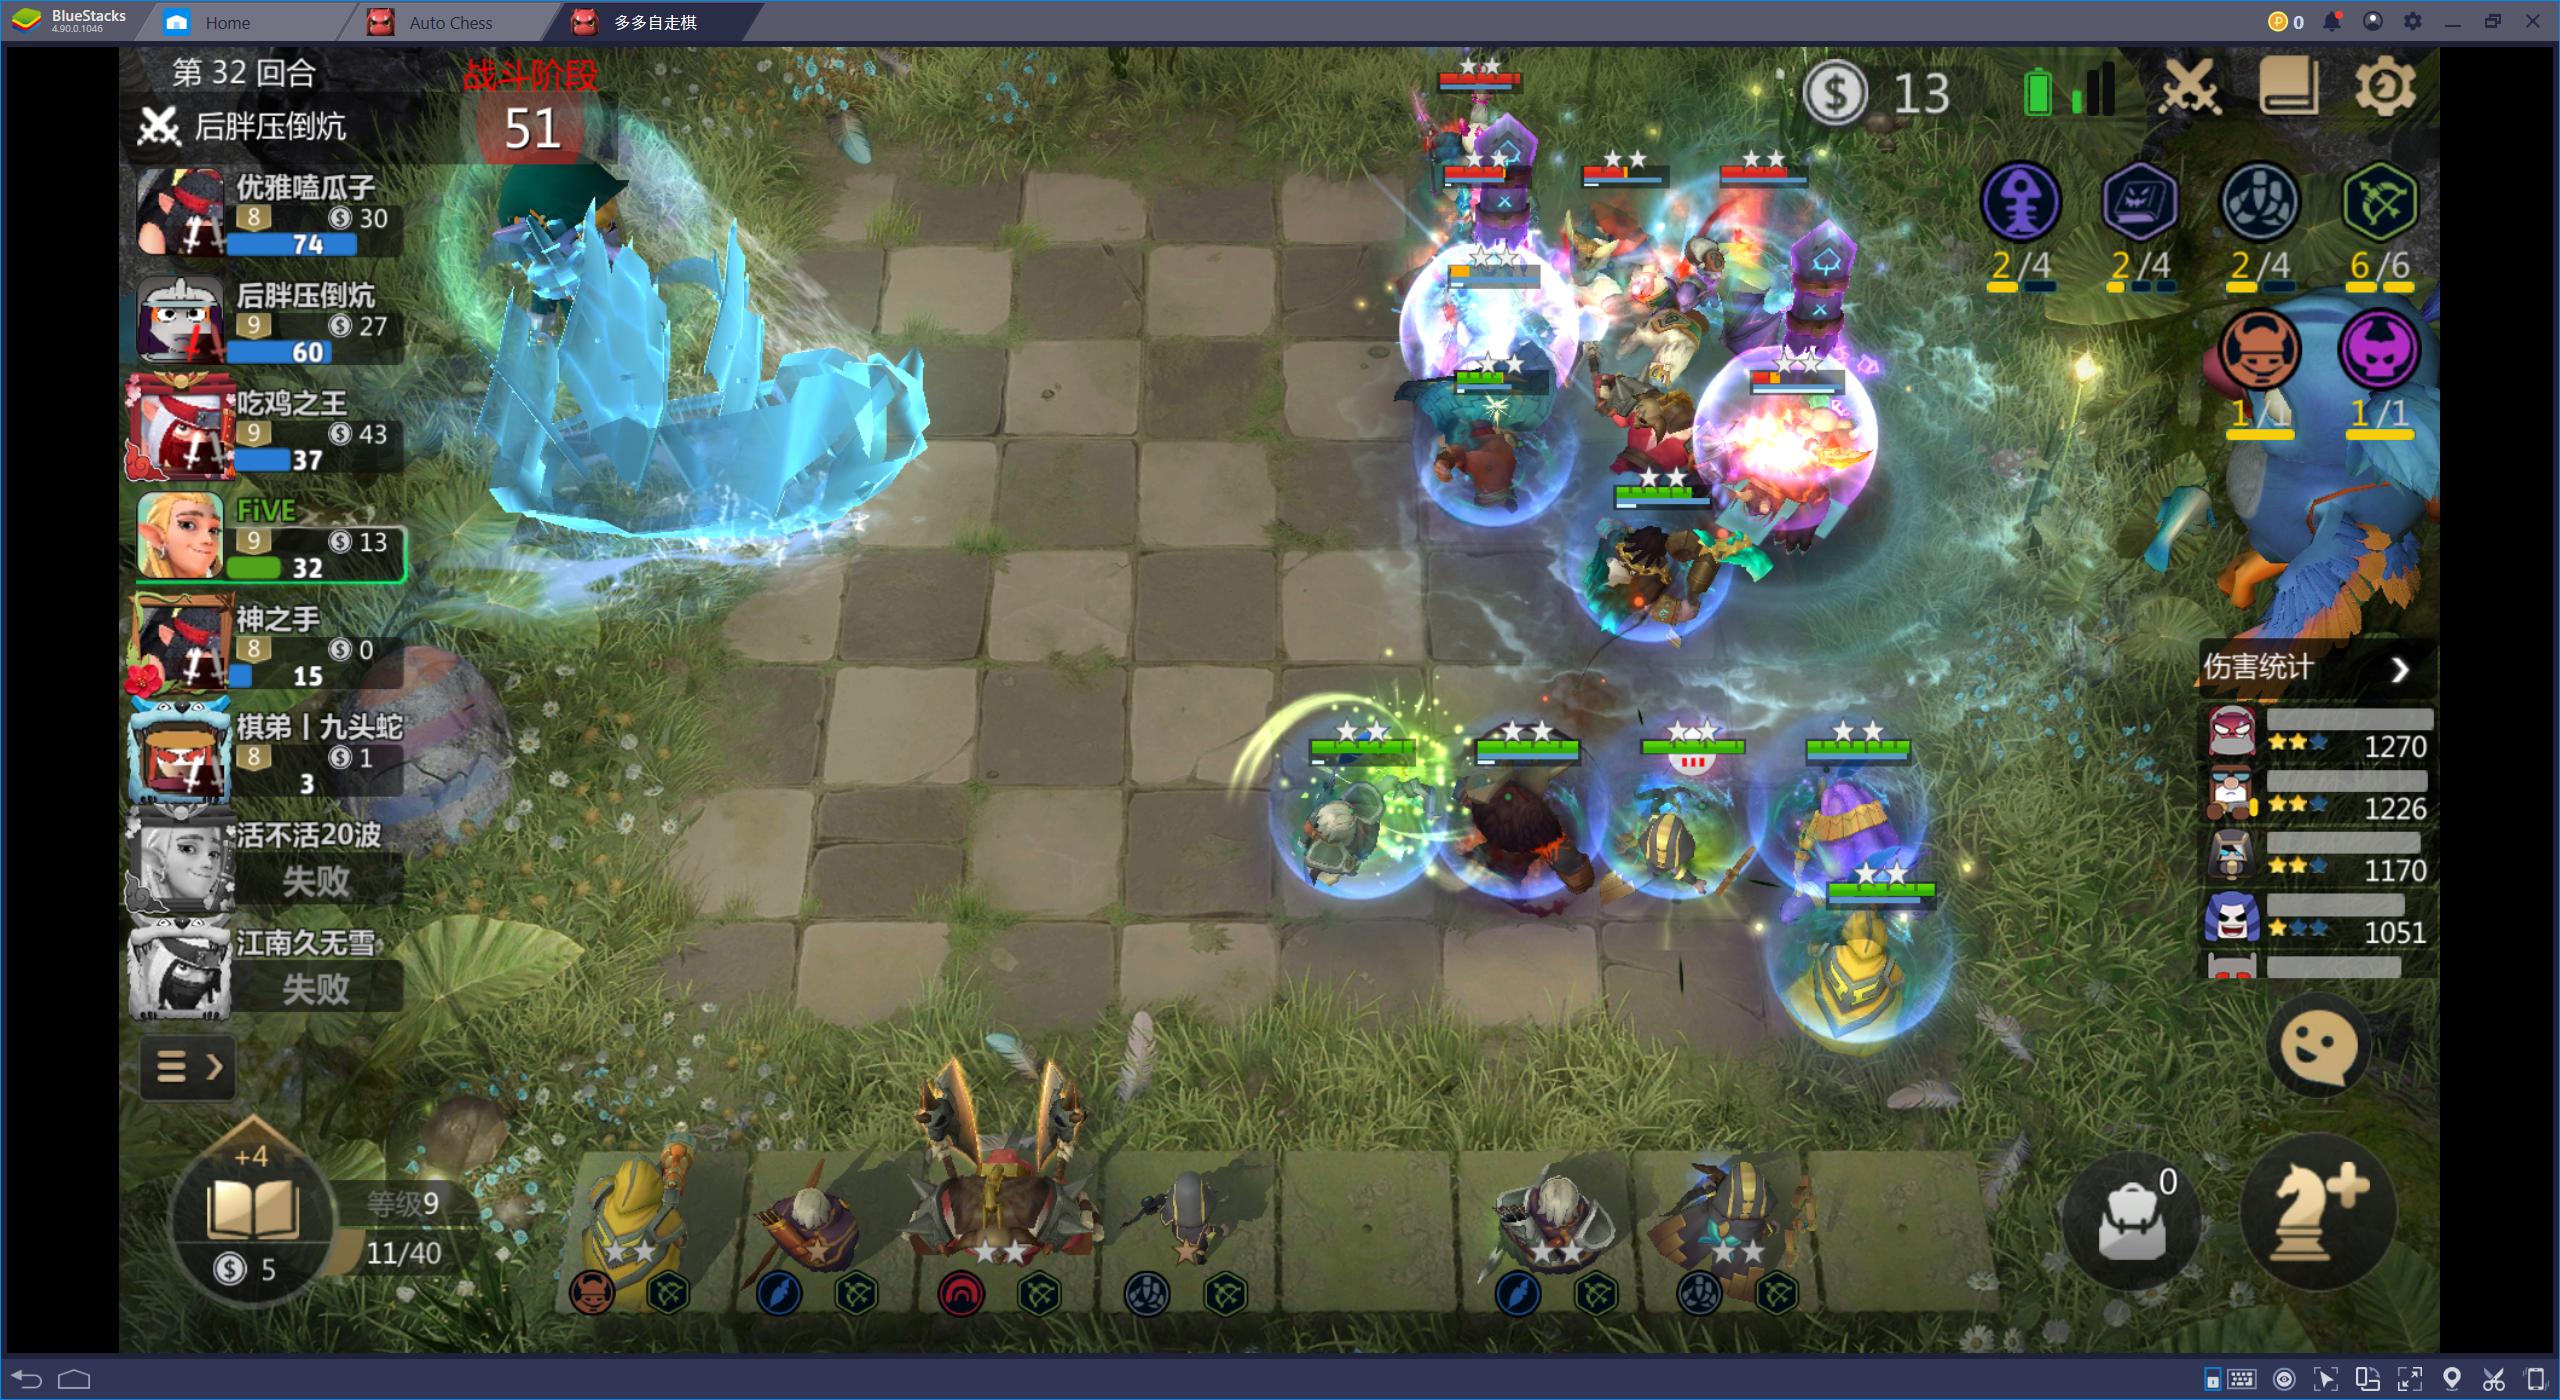 BlueStacks
4.90.0.1046
Home
Auto Chess
多多自走棋
0
第 32 回合
战斗阶段
后胖压倒炕
51
13
优雅嗑瓜子
8
30
74
后胖压倒炕
9
27
60
吃鸡之王
9
43
37
FiVE
9
13
32
神之手
8
0
15
棋弟丨九头蛇
8
1
3
活不活20波
失败
江南久无雪
失败
2/4
2/4
2/4
6/6
1/1
1/1
伤害统计
1270
1226
1170
1051
+4
等级9
11/40
5
0